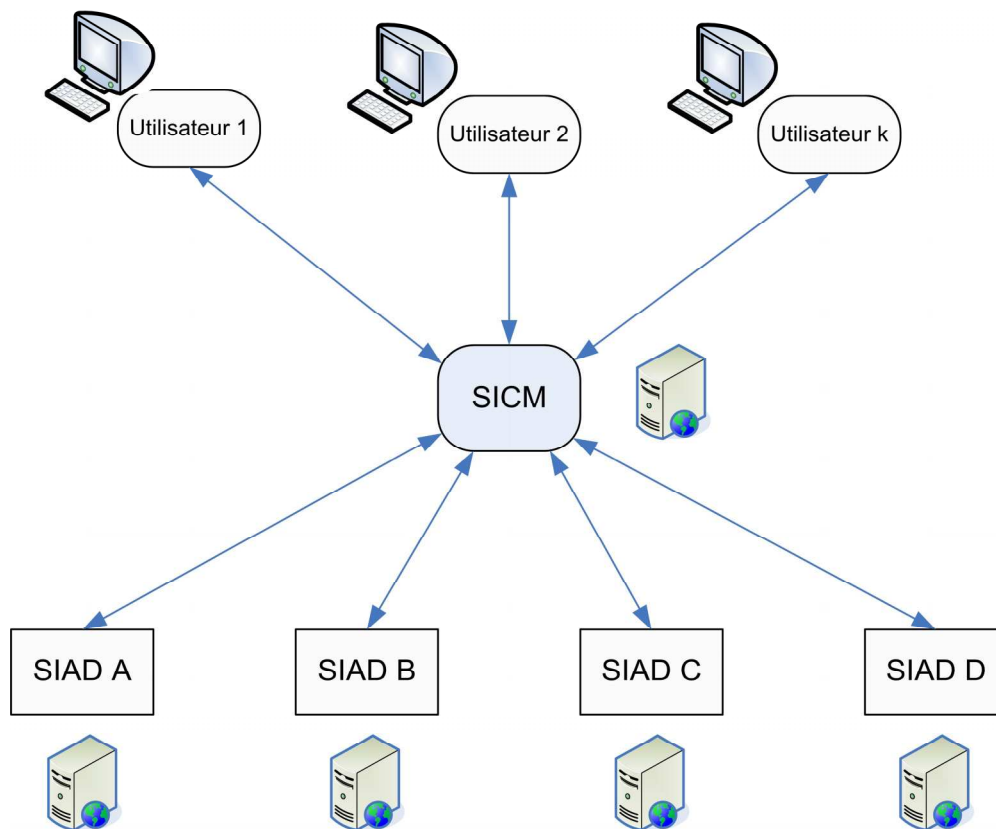 Utilisateur 1
Utilisateur 2
Utilisateur k
SICM
SIAD A
SIAD B
SIAD C
SIAD D